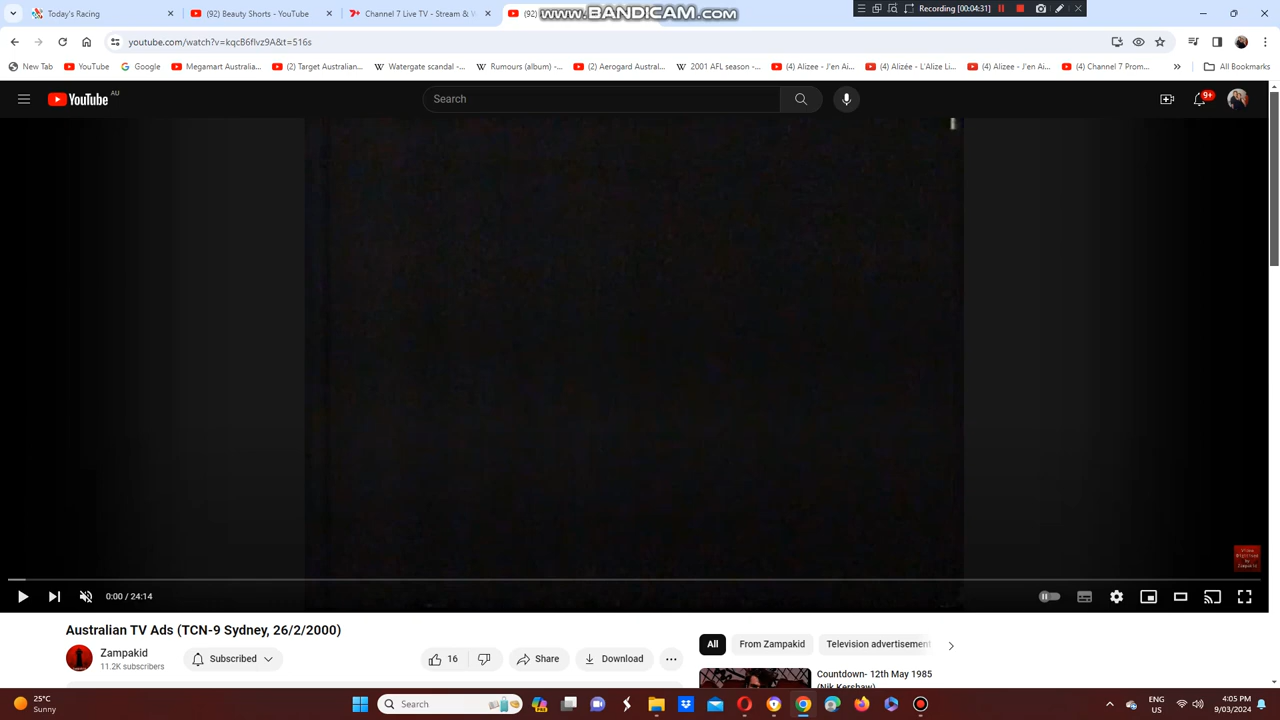 Today's Racing
(92) Beauty Shorts - YouTube
Channel 7 Live TV - Stream & 
(92)
www.BANDICAM.com
Recording [00:04:31]
youtube.com/watch?v=kqcB6flvz9A&t=516s
New Tab
YouTube
Google
Megamart Australia...
(2) Target Australian...
Watergate scandal -...
Rumours (album) -...
(2) Aerogard Austral...
2001 AFL season -...
(4) Alizee - J'en Ai...
(4) Alizée - L'Alize Li...
(4) Alizee - J'en Ai...
(4) Channel 7 Prom...
»
All Bookmarks
YouTube AU
Search
9+
0:00 / 24:14
Australian TV Ads (TCN-9 Sydney, 26/2/2000)
Zampakid
11.2K subscribers
Subscribed
16
Share
Download
All
From Zampakid
Television advertisement
Countdown- 12th May 1985
(Nik Kershaw)
25°C
Sunny
Search
ENG
US
4:05 PM
9/03/2024